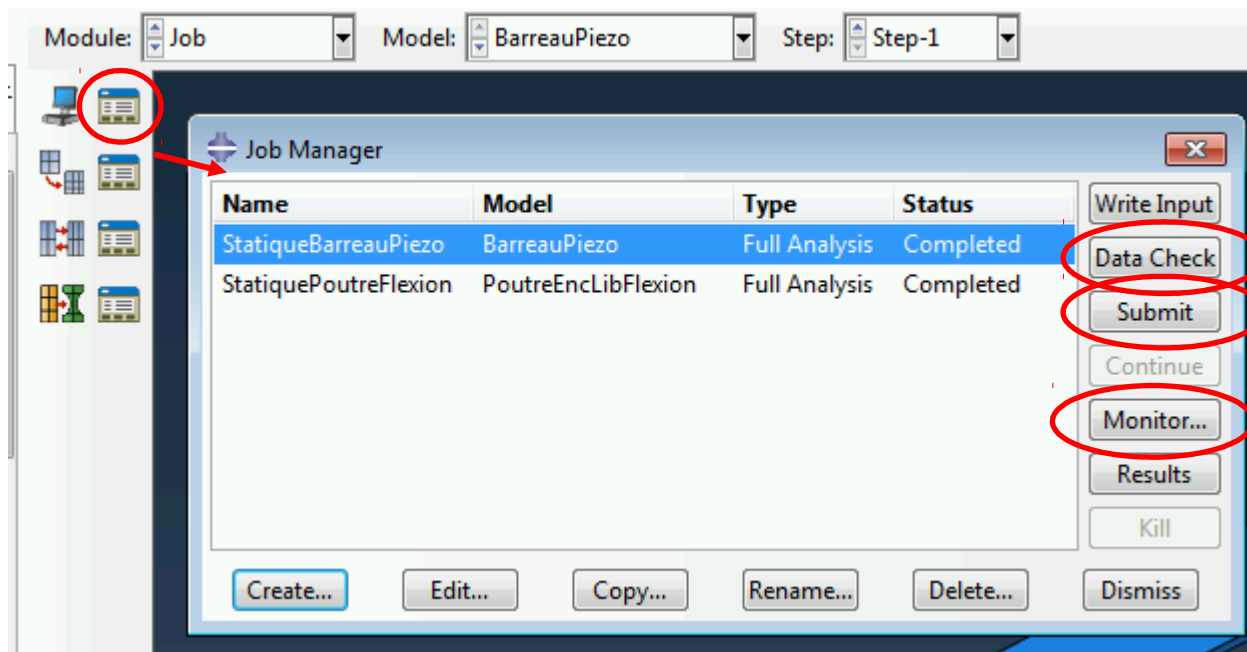 Module: Job Model: BarreauPiezo Step: Step-1
Job Manager
Name Model Type Status
Write Input
StatiqueBarreauPiezo BarreauPiezo Full Analysis Completed
Data Check
StatiquePoutreFlexion PoutreEncLibFlexion Full Analysis Completed
Submit
Continue
Monitor...
Results
Kill
Create... Edit... Copy... Rename... Delete... Dismiss